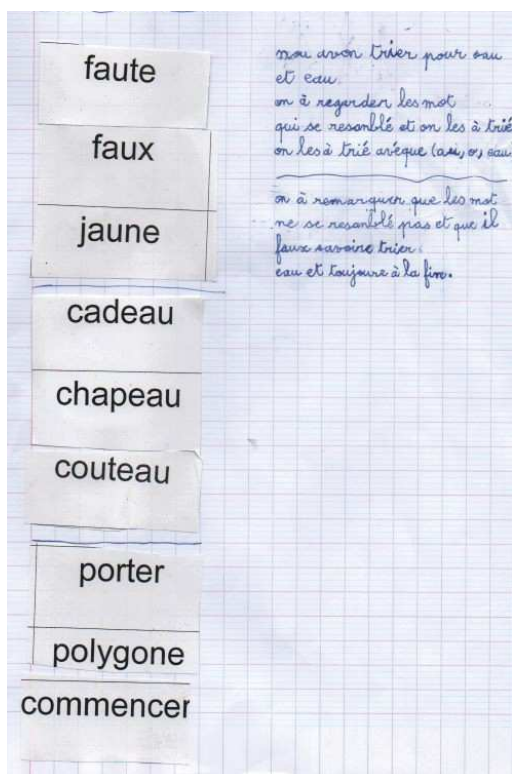 faute
faux
jaune
cadeau
chapeau
couteau
porter
polygone
commencer
nou avon trier pour eau
et eau.
on à regarder les mot
qui se resanblé et on les à trié
on les à trié avèque (au, o, eau
on à remarquer que les mot
ne se resanblé pas et que il
faux savoire trier.
eau et toujoure à la fin.